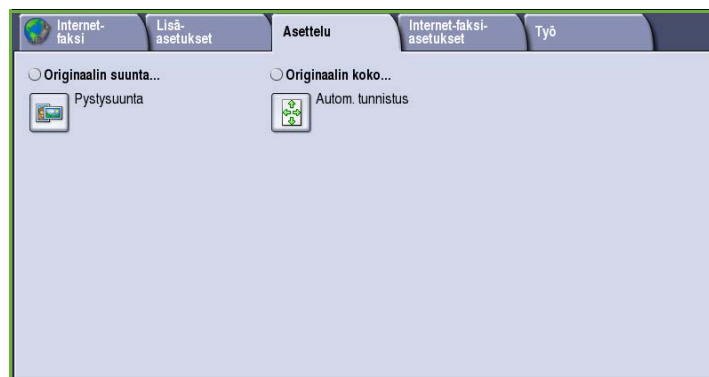 Internet-
faksi
Lisä-
asetukset
Asettelu
Internet-faksi-
asetukset
Työ
Originaalin suunta...
Pystysuunta
Originaalin koko...
Autom. tunnistus